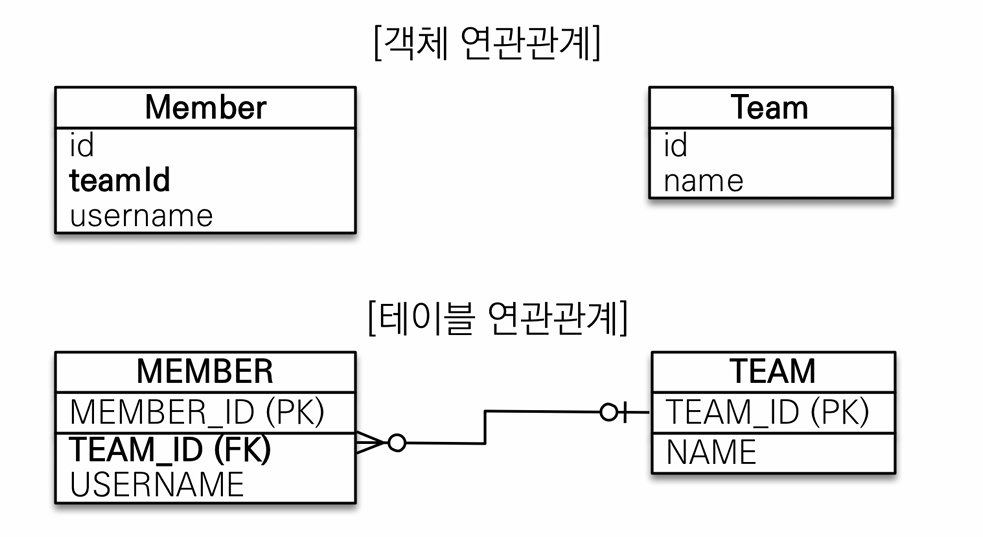 [객체 연관관계]
Member
id
teamId
username
Team
id
name
[테이블 연관관계]
MEMBER
MEMBER_ID (PK)
TEAM_ID (FK)
USERNAME
TEAM
TEAM_ID (PK)
NAME